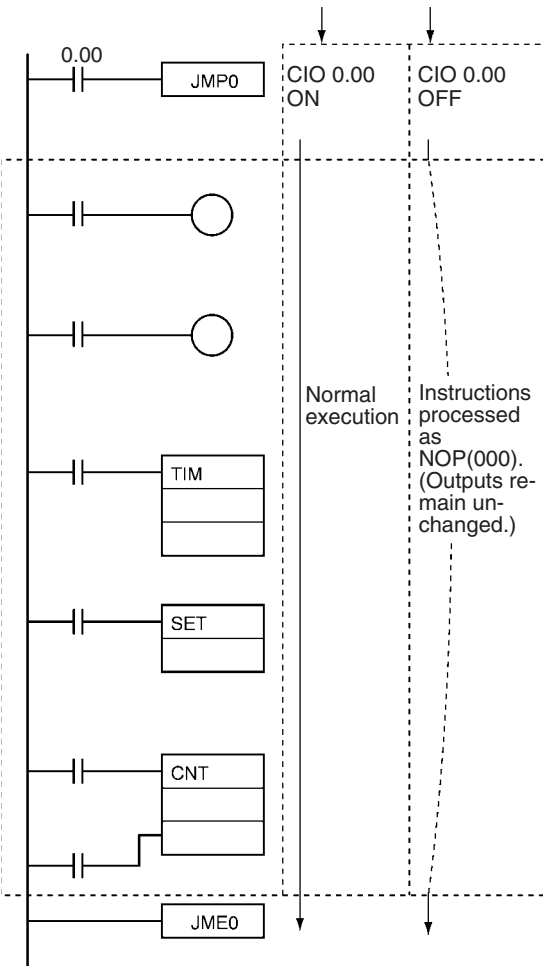 0.00
JMP0
CIO 0.00
ON
CIO 0.00
OFF
Normal
execution
Instructions
processed
as
NOP(000).
(Outputs re-
main un-
changed.)
TIM
SET
CNT
JME0